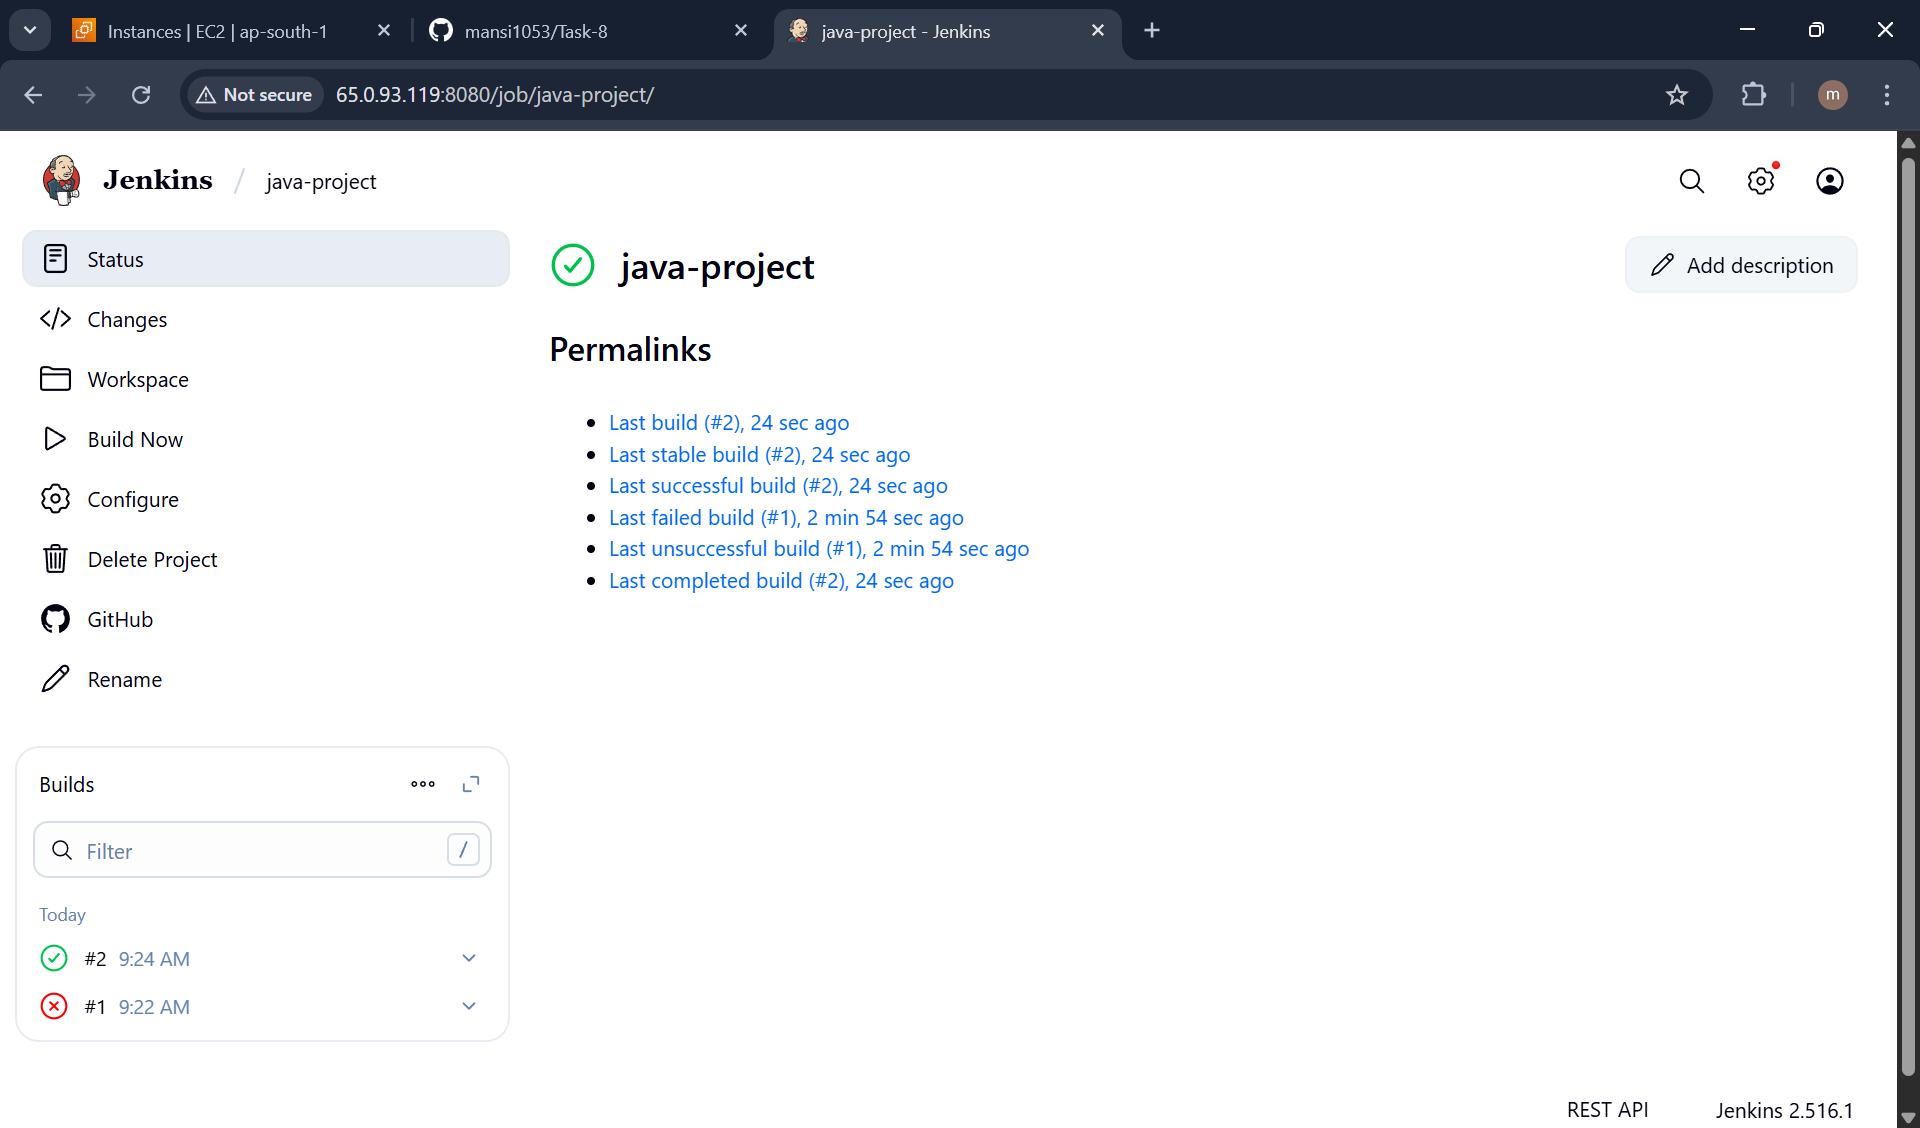 Instances | EC2 | ap-south-1
mansi1053/Task-8
java-project - Jenkins
Not secure
65.0.93.119:8080/job/java-project/
m
Jenkins / java-project
Status
Changes
Workspace
Build Now
Configure
Delete Project
GitHub
Rename
java-project
Add description
Permalinks
Last build (#2), 24 sec ago
Last stable build (#2), 24 sec ago
Last successful build (#2), 24 sec ago
Last failed build (#1), 2 min 54 sec ago
Last unsuccessful build (#1), 2 min 54 sec ago
Last completed build (#2), 24 sec ago
Builds
Filter /
Today
#2 9:24 AM
#1 9:22 AM
REST API
Jenkins 2.516.1